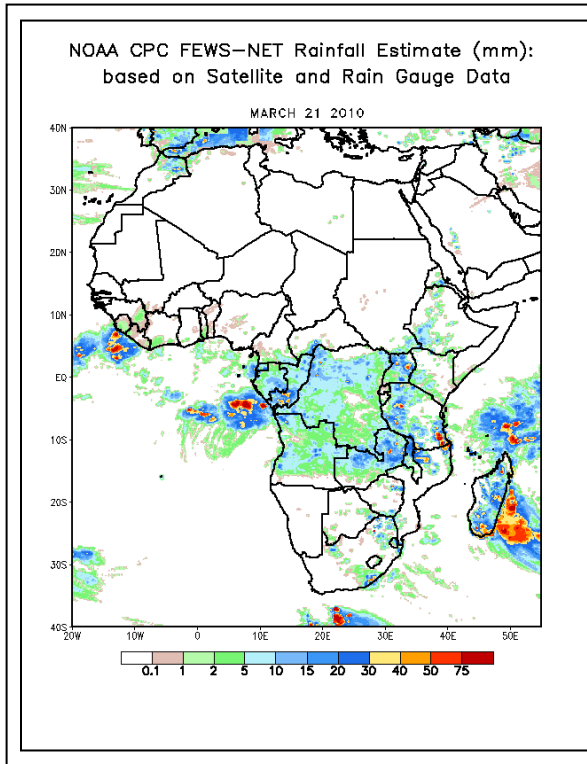 NOAA CPC FEWS-NET Rainfall Estimate (mm):
based on Satellite and Rain Gauge Data
MARCH 21 2010
40N
30N
20N
10N
EQ
10S
20S
30S
40S
20W 10W 0 10E 20E 30E 40E 50E
0.1 1 2 5 10 15 20 30 40 50 75